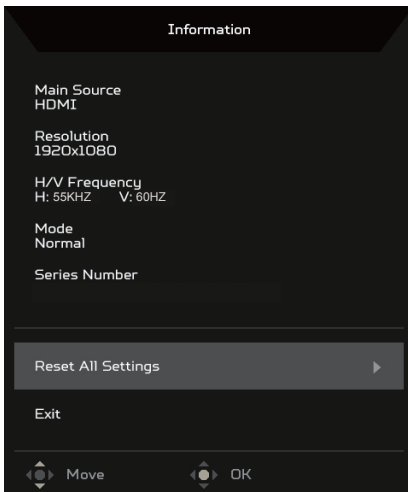 Information
Main Source
HDMI
Resolution
1920x1080
H/V Frequency
H: 55KHZ V: 60HZ
Mode
Normal
Series Number
Reset All Settings
Exit
Move OK